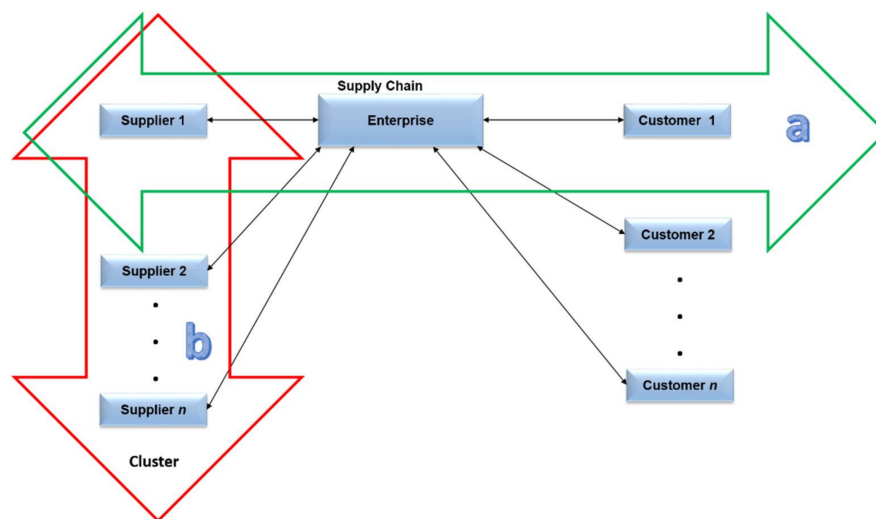 Supply Chain
Supplier 1
Enterprise
Customer 1
a
Customer 2
Supplier 2
b
Customer n
Supplier n
Cluster